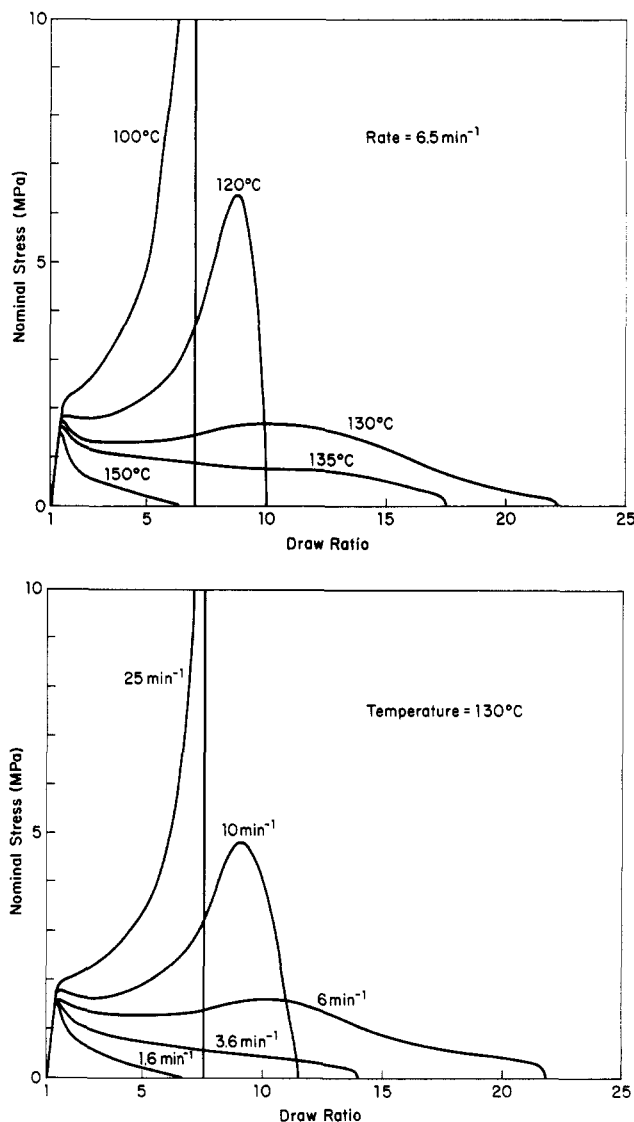 10
100°C
Rate = 6.5 min⁻¹
120°C
Nominal Stress (MPa)
5
130°C
135°C
150°C
0
1 5 10 15 20 25
Draw Ratio
10
25 min⁻¹
Temperature = 130°C
Nominal Stress (MPa)
5
10 min⁻¹
6 min⁻¹
3.6 min⁻¹
1.6 min⁻¹
0
1 5 10 15 20 25
Draw Ratio